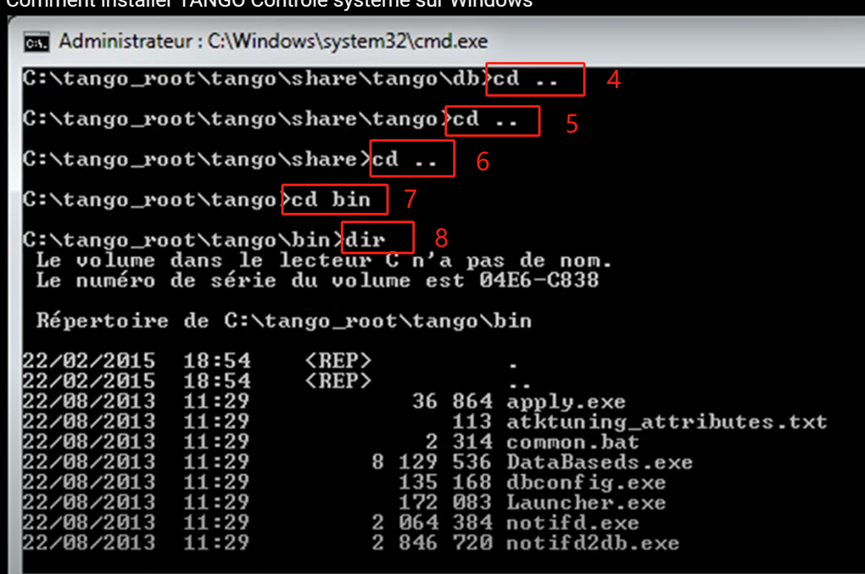 Comment installer TANGO Contrôle système sur Windows
Administrateur : C:\Windows\system32\cmd.exe
C:\tango_root\tango\share\tango\db>cd .. 4
C:\tango_root\tango\share\tango>cd .. 5
C:\tango_root\tango\share>cd .. 6
C:\tango_root\tango>cd bin 7
C:\tango_root\tango\bin>dir 8
Le volume dans le lecteur C n'a pas de nom.
Le numéro de série du volume est 04E6-C838
Répertoire de C:\tango_root\tango\bin
22/02/2015 18:54 <REP> .
22/02/2015 18:54 <REP> ..
22/08/2013 11:29 36 864 apply.exe
22/08/2013 11:29 113 atktuning_attributes.txt
22/08/2013 11:29 2 314 common.bat
22/08/2013 11:29 8 129 536 DataBaseds.exe
22/08/2013 11:29 135 168 dbconfig.exe
22/08/2013 11:29 172 083 Launcher.exe
22/08/2013 11:29 2 064 384 notifd.exe
22/08/2013 11:29 2 846 720 notifd2db.exe